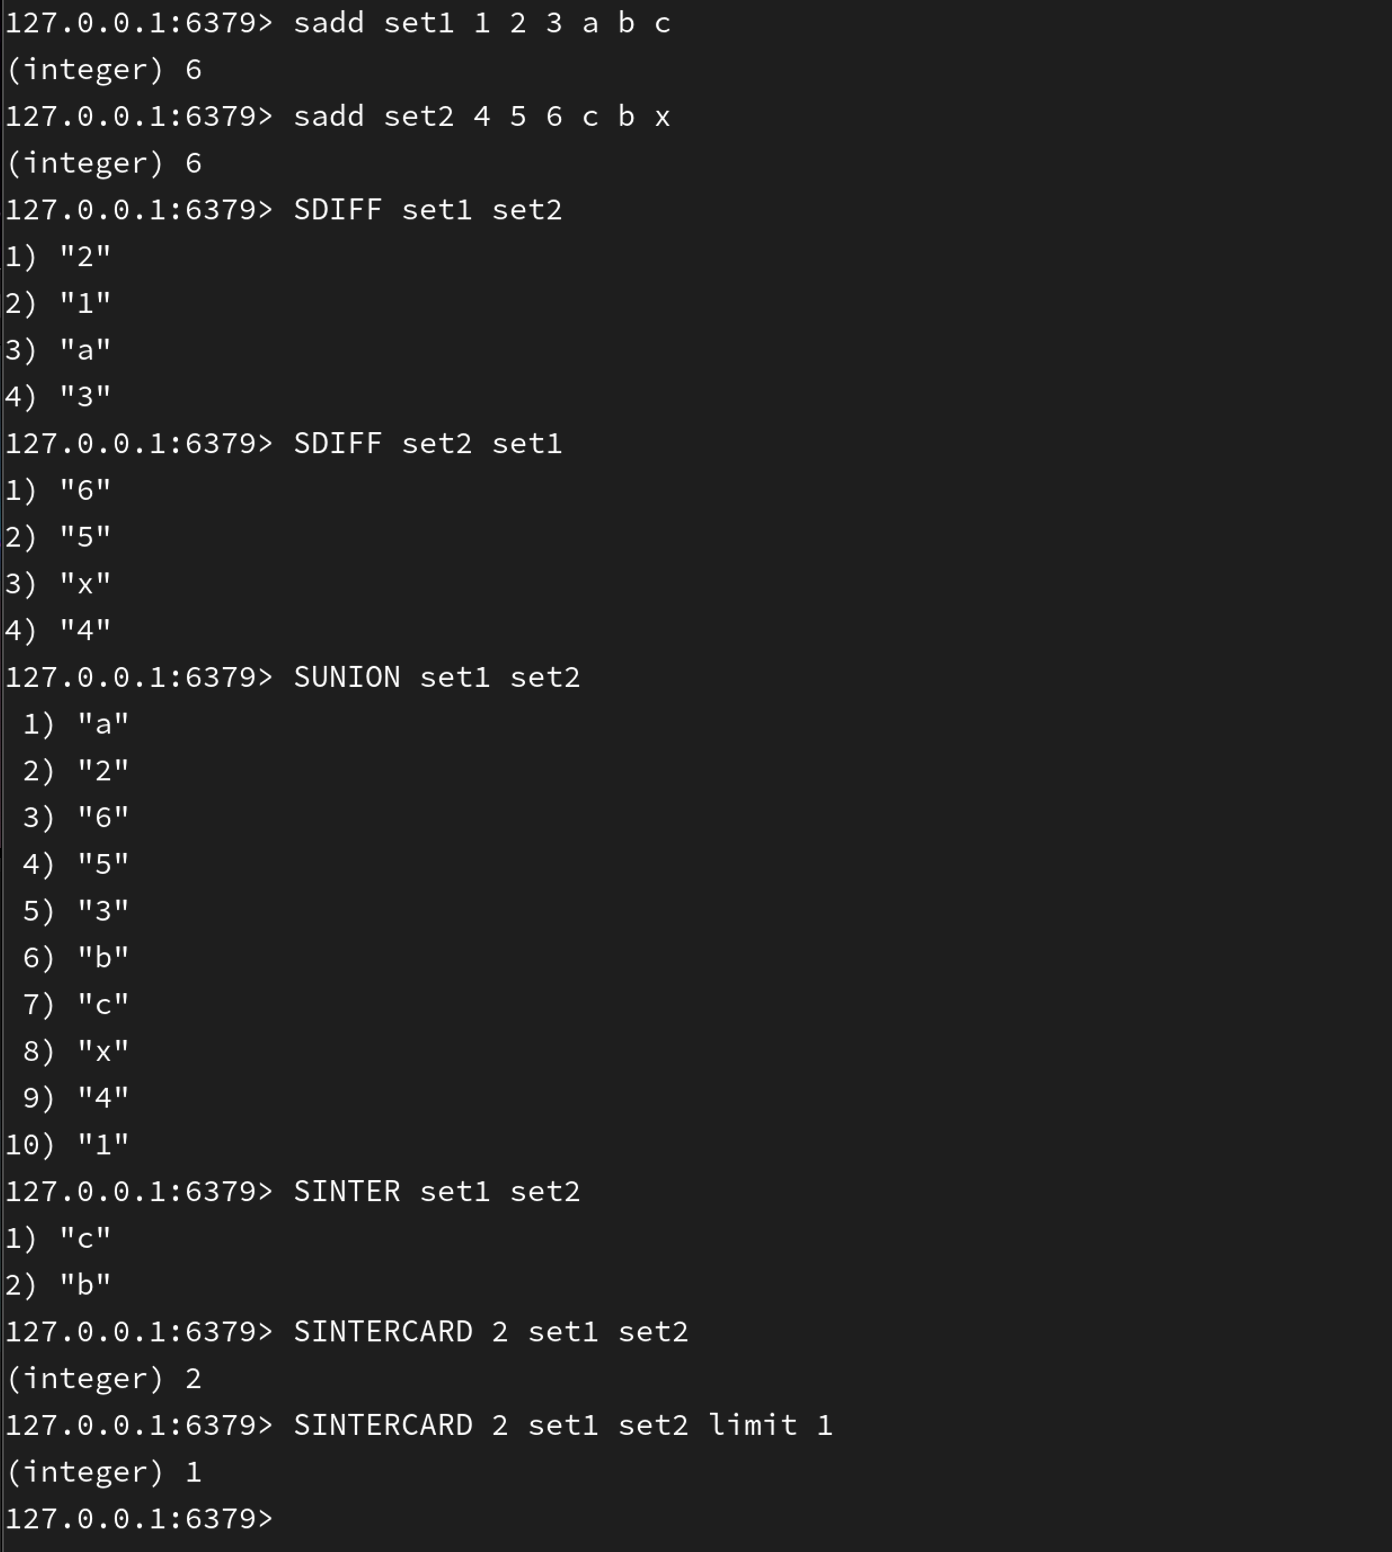 127.0.0.1:6379> sadd set1 1 2 3 a b c
(integer) 6
127.0.0.1:6379> sadd set2 4 5 6 c b x
(integer) 6
127.0.0.1:6379> SDIFF set1 set2
1) "2"
2) "1"
3) "a"
4) "3"
127.0.0.1:6379> SDIFF set2 set1
1) "6"
2) "5"
3) "x"
4) "4"
127.0.0.1:6379> SUNION set1 set2
 1) "a"
 2) "2"
 3) "6"
 4) "5"
 5) "3"
 6) "b"
 7) "c"
 8) "x"
 9) "4"
10) "1"
127.0.0.1:6379> SINTER set1 set2
1) "c"
2) "b"
127.0.0.1:6379> SINTERCARD 2 set1 set2
(integer) 2
127.0.0.1:6379> SINTERCARD 2 set1 set2 limit 1
(integer) 1
127.0.0.1:6379>